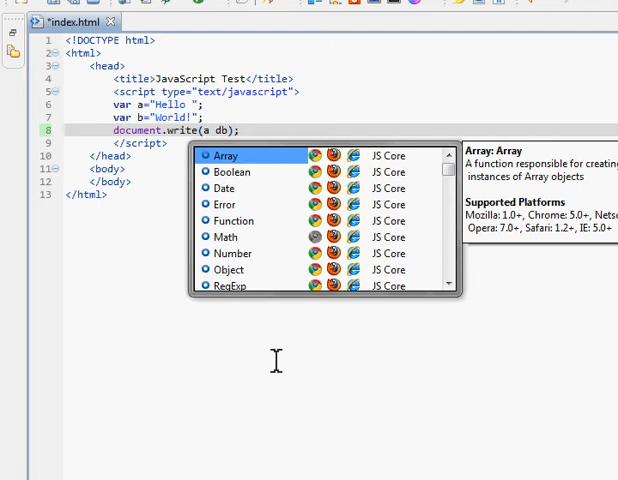 *index.html
1 <!DOCTYPE html>
2 <html>
3 <head>
4 <title>JavaScript Test</title>
5 <script type="text/javascript">
6 var a="Hello ";
7 var b="World!";
8 document.write(a db);
9 </script>
10 </head>
11 <body>
12 </body>
13 </html>
Array JS Core
Boolean JS Core
Date JS Core
Error JS Core
Function JS Core
Math JS Core
Number JS Core
Object JS Core
RegExp JS Core
Array: Array
A function responsible for creating
instances of Array objects
Supported Platforms
Mozilla: 1.0+, Chrome: 5.0+, Netsc
Opera: 7.0+, Safari: 1.2+, IE: 5.0+